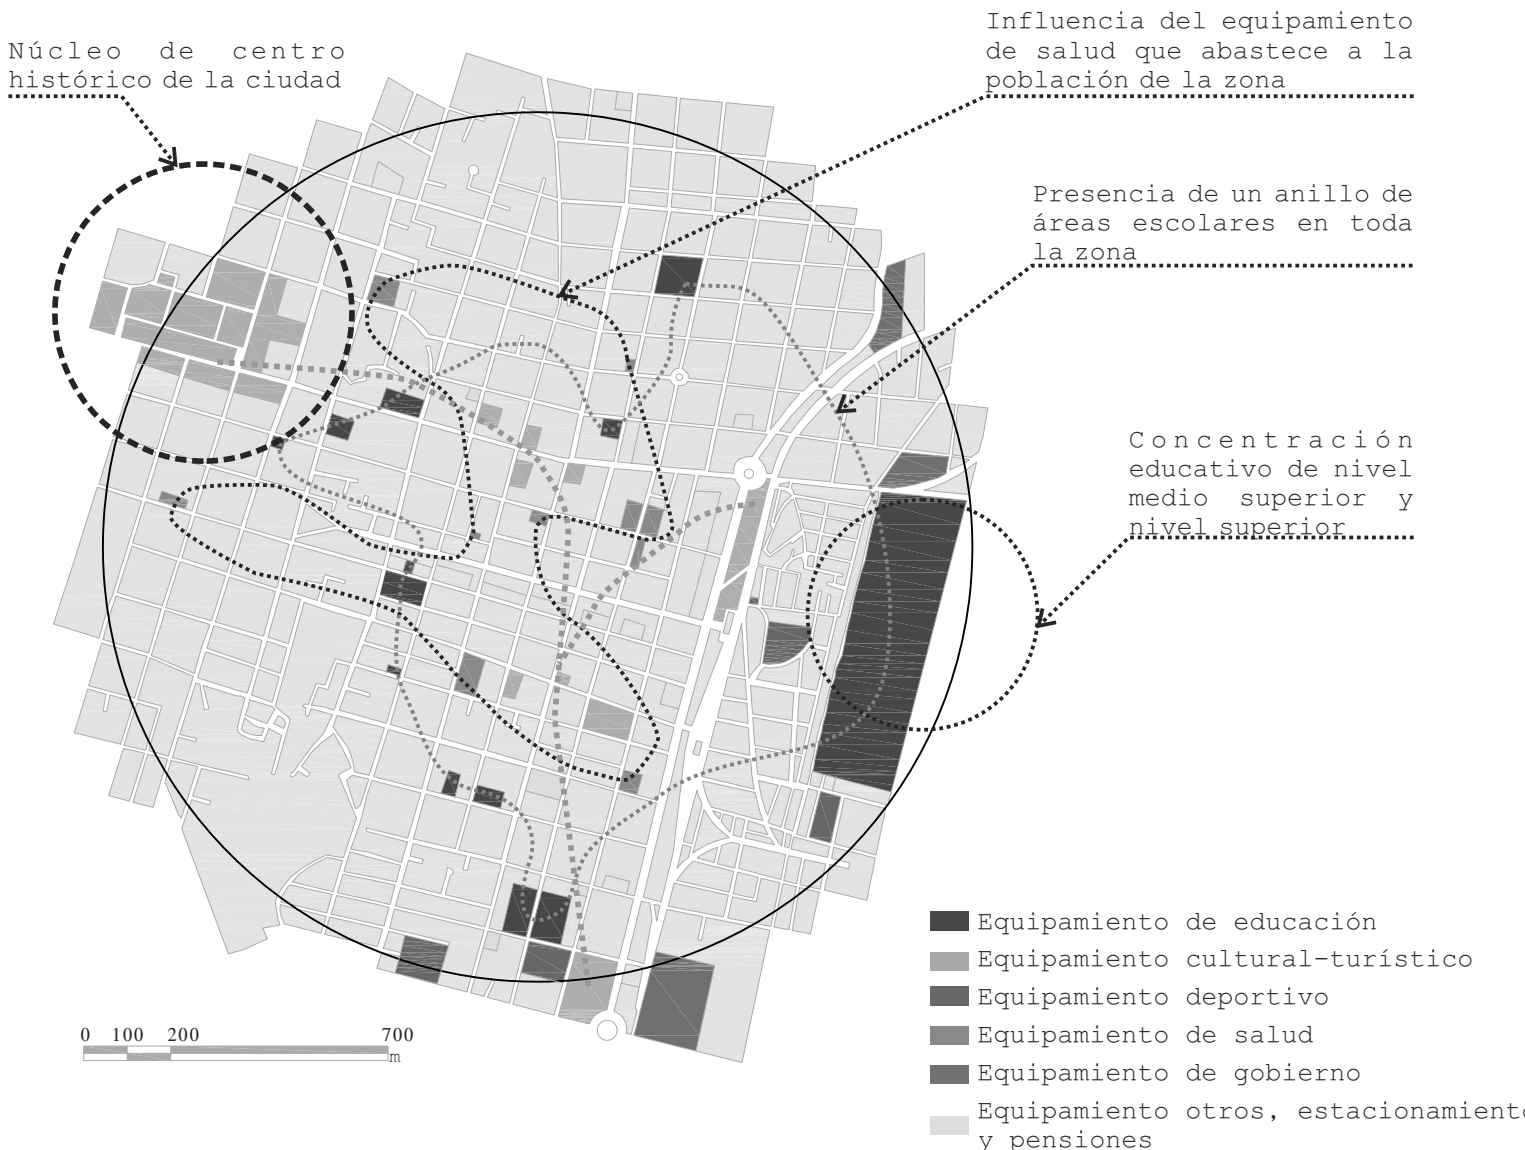 Núcleo de centro
histórico de la ciudad
Influencia del equipamiento
de salud que abastece a la
población de la zona
Presencia de un anillo de
áreas escolares en toda
la zona
Concentración
educativo de nivel
medio superior y
nivel superior
Equipamiento de educación
Equipamiento cultural-turístico
Equipamiento deportivo
Equipamiento de salud
Equipamiento de gobierno
Equipamiento otros, estacionamiento
y pensiones
0 100 200 700
m